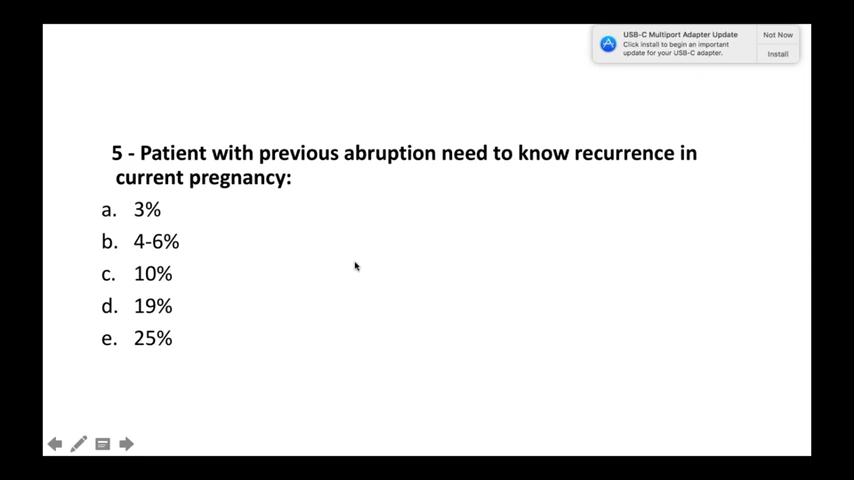 USB-C Multiport Adapter Update
Click install to begin an important
update for your USB-C adapter.
Not Now
Install
5 - Patient with previous abruption need to know recurrence in
current pregnancy:
a. 3%
b. 4-6%
c. 10%
d. 19%
e. 25%